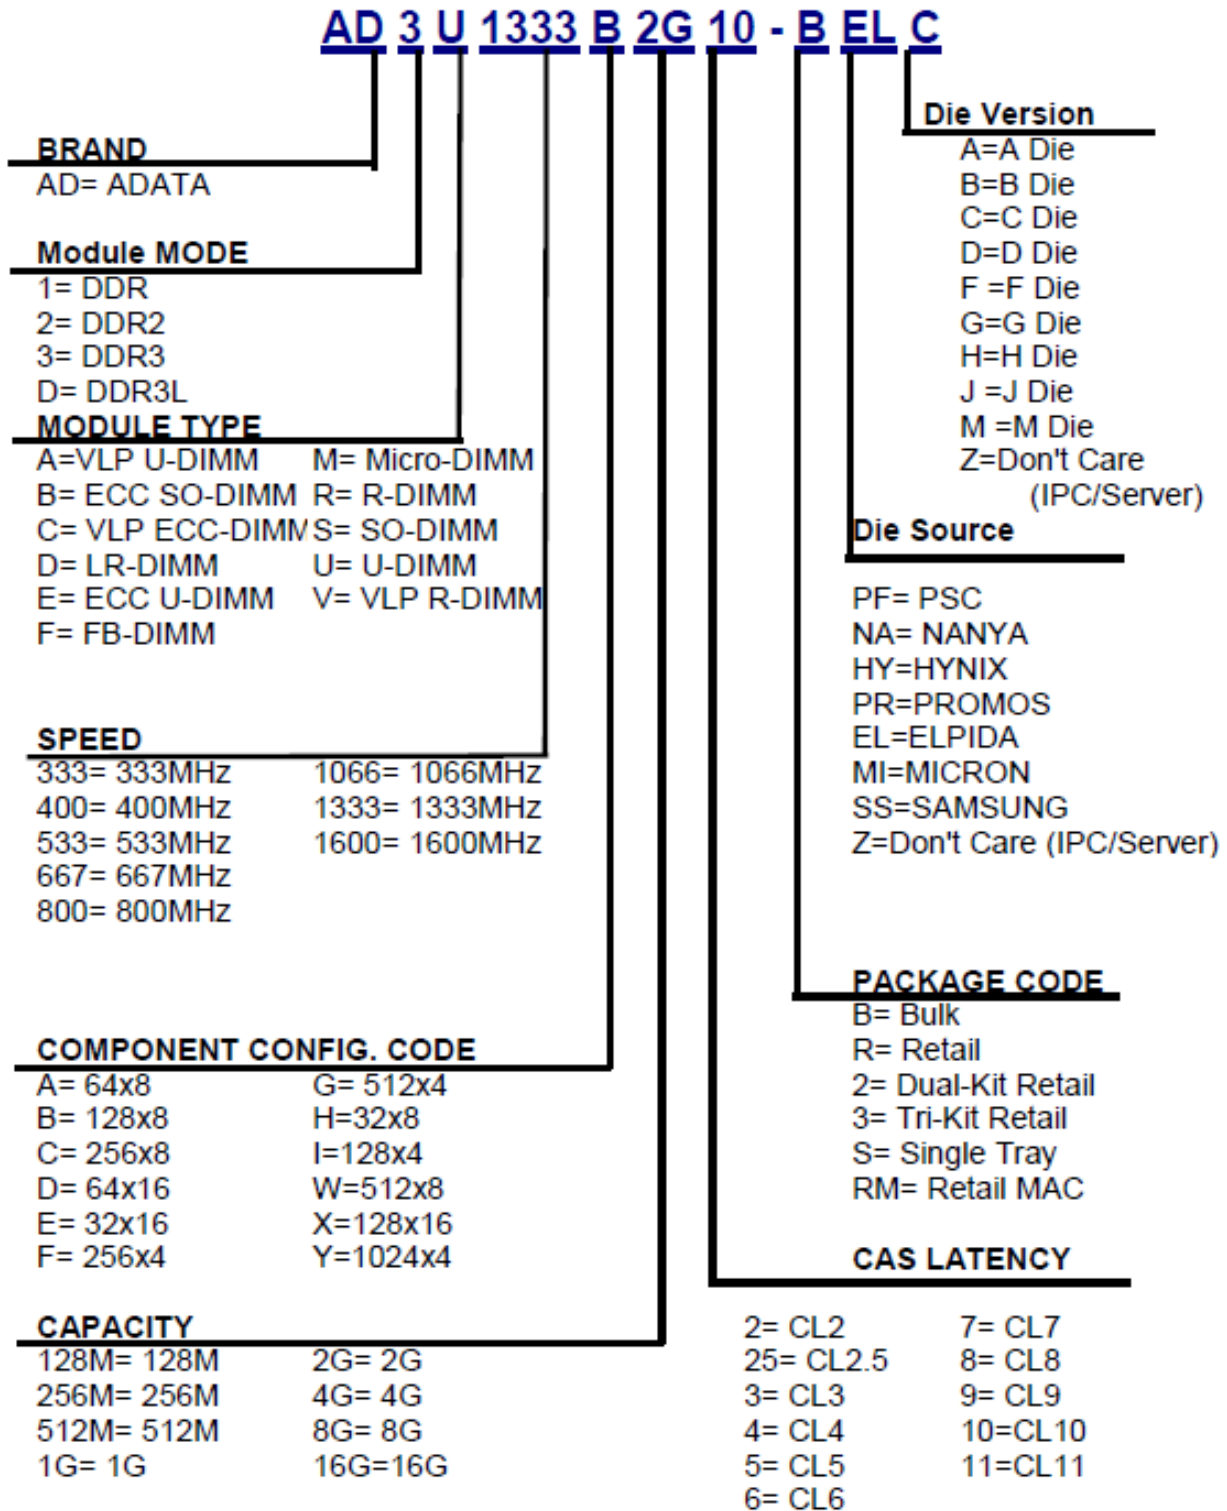 AD 3 U 1333 B 2G 10 - B EL C
BRAND
AD= ADATA
Module MODE
1= DDR
2= DDR2
3= DDR3
D= DDR3L
MODULE TYPE
A=VLP U-DIMM
B= ECC SO-DIMM
C= VLP ECC-DIMM
D= LR-DIMM
E= ECC U-DIMM
F= FB-DIMM
M= Micro-DIMM
R= R-DIMM
S= SO-DIMM
U= U-DIMM
V= VLP R-DIMM
SPEED
333= 333MHz
400= 400MHz
533= 533MHz
667= 667MHz
800= 800MHz
1066= 1066MHz
1333= 1333MHz
1600= 1600MHz
COMPONENT CONFIG. CODE
A= 64x8
B= 128x8
C= 256x8
D= 64x16
E= 32x16
F= 256x4
G= 512x4
H=32x8
I=128x4
W=512x8
X=128x16
Y=1024x4
CAPACITY
128M= 128M
256M= 256M
512M= 512M
1G= 1G
2G= 2G
4G= 4G
8G= 8G
16G=16G
Die Version
A=A Die
B=B Die
C=C Die
D=D Die
F =F Die
G=G Die
H=H Die
J =J Die
M =M Die
Z=Don't Care
(IPC/Server)
Die Source
PF= PSC
NA= NANYA
HY=HYNIX
PR=PROMOS
EL=ELPIDA
MI=MICRON
SS=SAMSUNG
Z=Don't Care (IPC/Server)
PACKAGE CODE
B= Bulk
R= Retail
2= Dual-Kit Retail
3= Tri-Kit Retail
S= Single Tray
RM= Retail MAC
CAS LATENCY
2= CL2
25= CL2.5
3= CL3
4= CL4
5= CL5
6= CL6
7= CL7
8= CL8
9= CL9
10=CL10
11=CL11